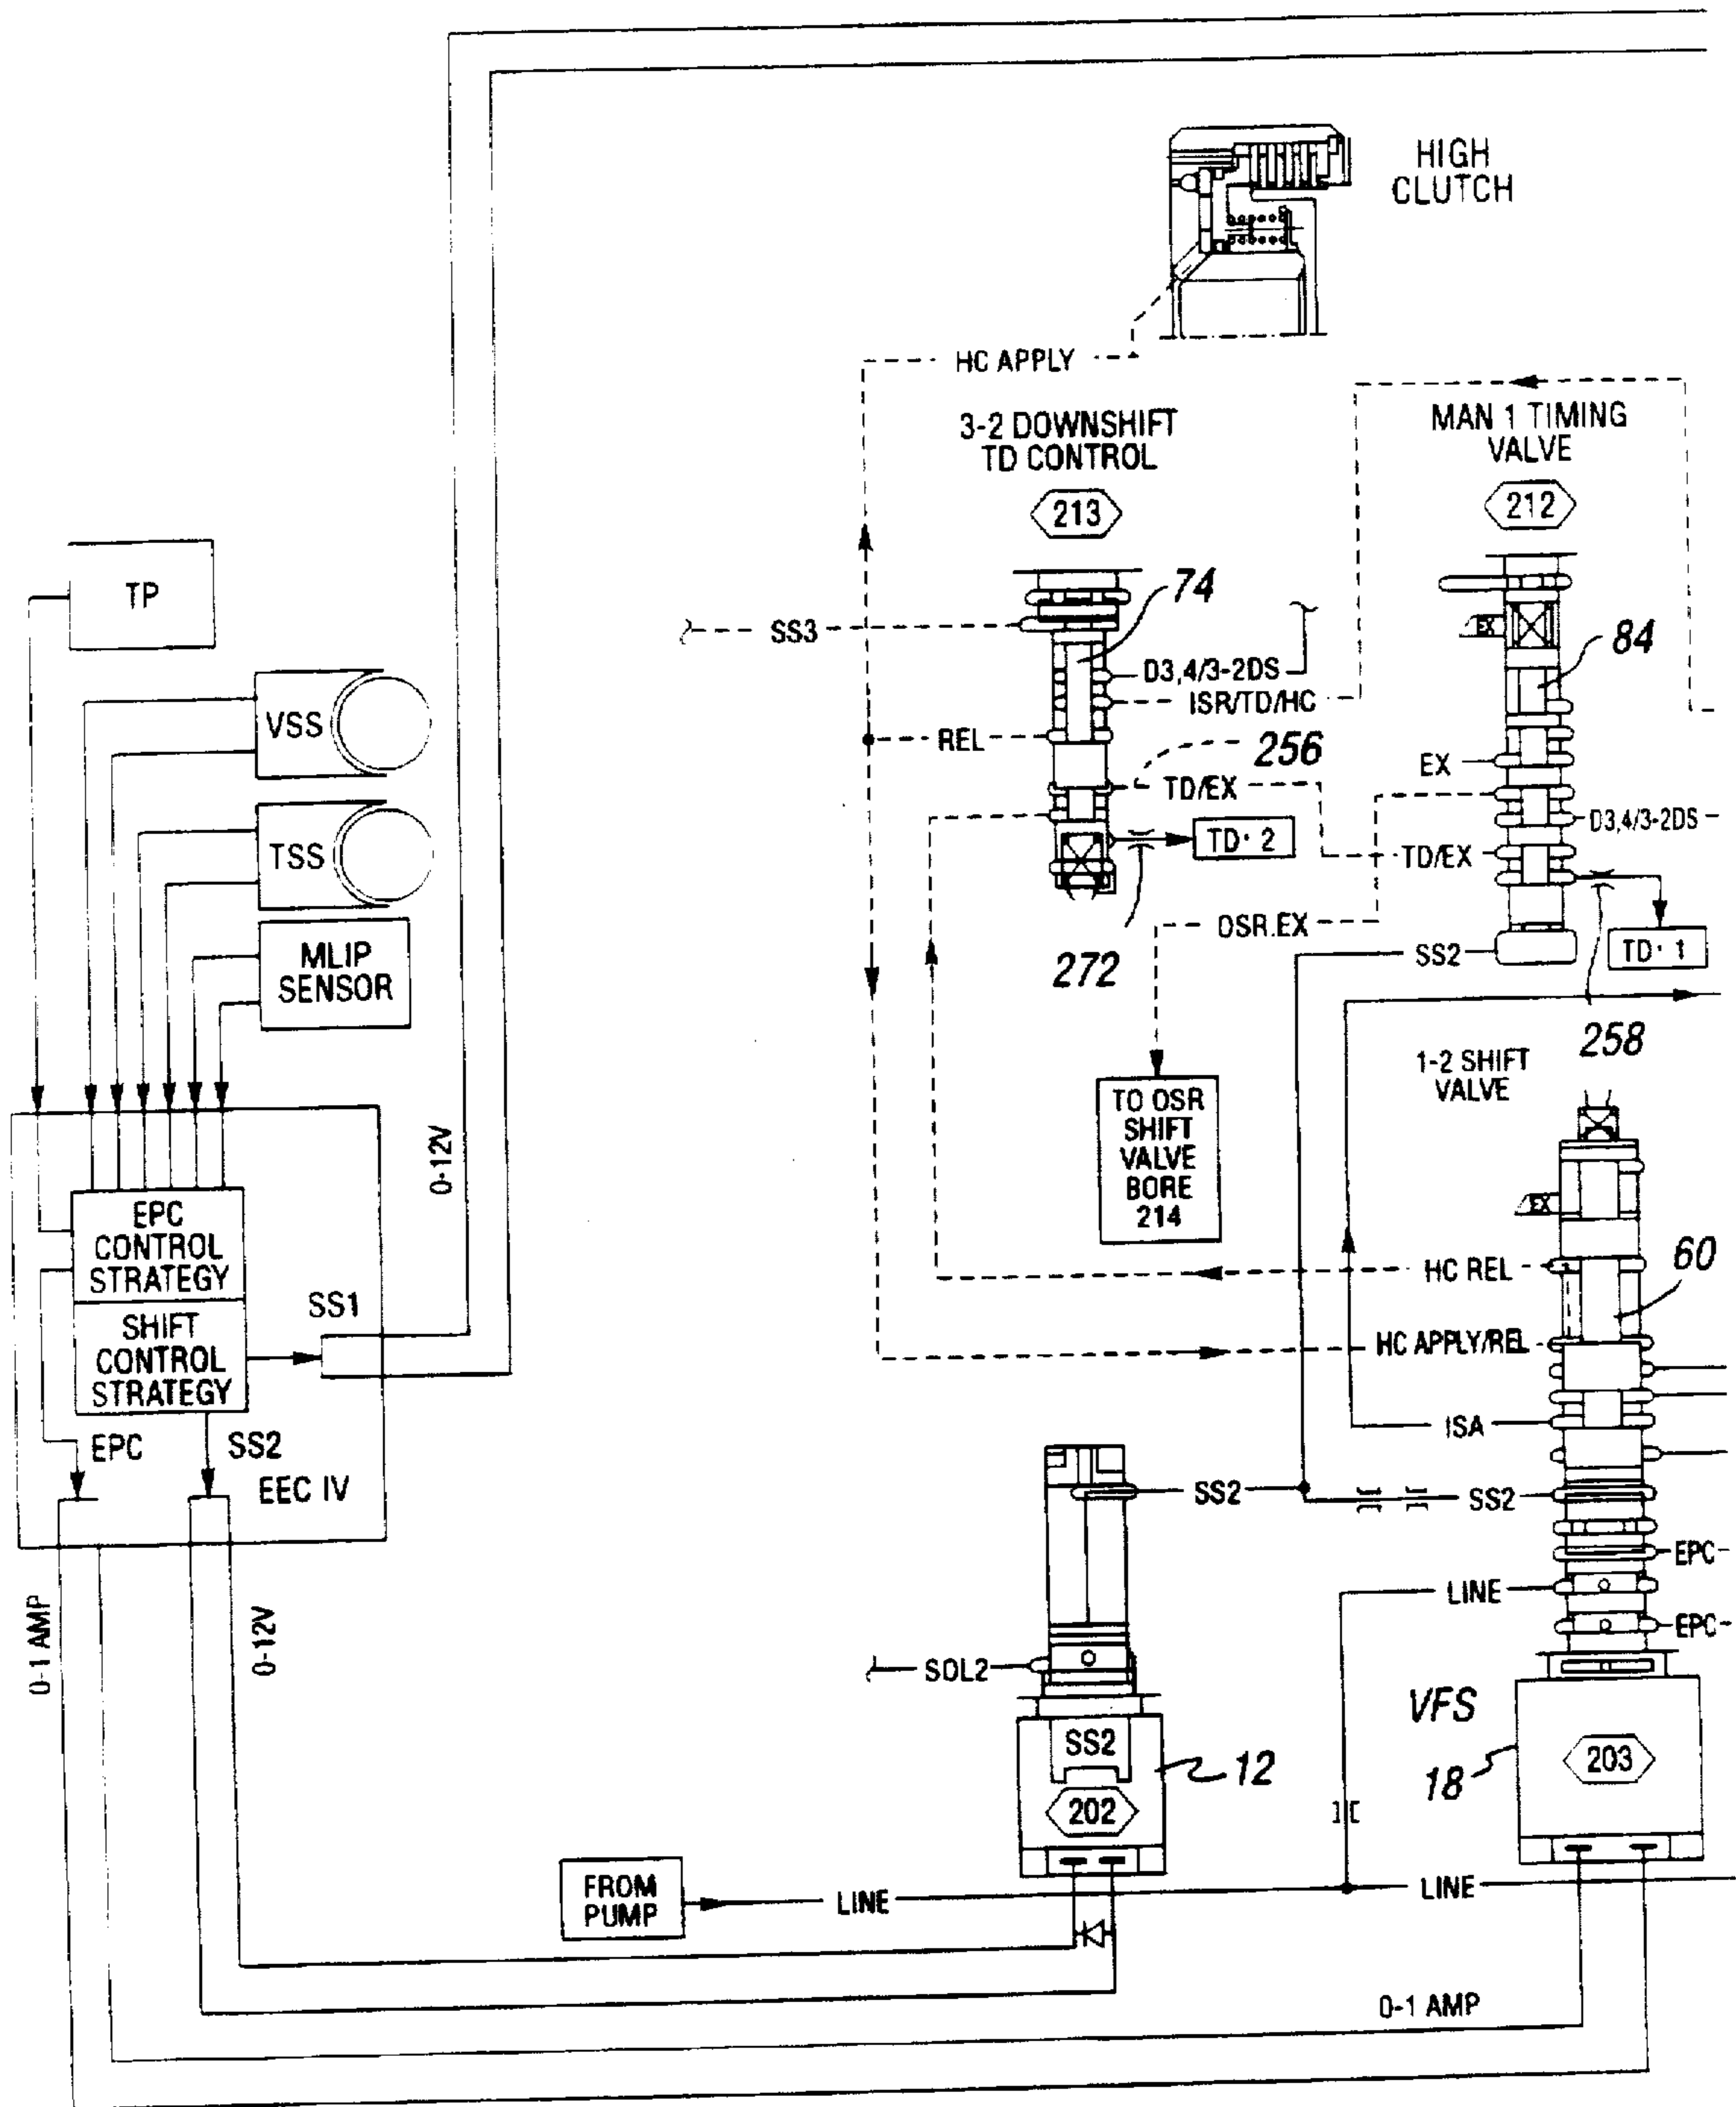 HIGH
CLUTCH
HC APPLY
3-2 DOWNSHIFT
TD CONTROL
MAN 1 TIMING
VALVE
213
212
TP
74
SS3
EX
84
D3,4/3-2DS
ISR/TD/HC
VSS
REL
256
EX
TD/EX
D3,4/3-2DS
TSS
TD·2
TD/EX
OSR.EX
MLIP
SENSOR
272
SS2
TD·1
258
1-2 SHIFT
VALVE
TO OSR
SHIFT
VALVE
BORE
214
0-12V
EX
EPC
CONTROL
STRATEGY
HC REL
60
SS1
SHIFT
CONTROL
STRATEGY
HC APPLY/REL
ISA
EPC
SS2
EEC IV
SS2
SS2
EPC
LINE
EPC
0-1 AMP
0-12V
SOL2
VFS
SS2
12
18
203
202
FROM
PUMP
LINE
LINE
0-1 AMP